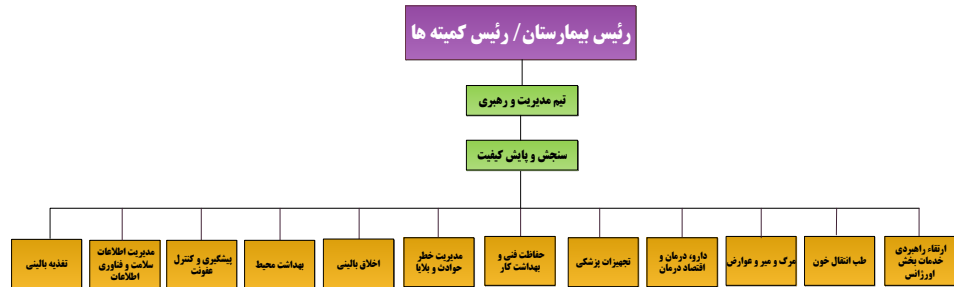 رئیس بیمارستان/ رئیس کمیته ها
تیم مدیریت و رهبری
سنجش و پایش کیفیت
ارتقاء راهبردی
خدمات بخش
اورژانس
طب انتقال خون
مرگ و میر و عوارض
دارو، درمان و
اقتصاد درمان
تجهیزات پزشکی
حفاظت فنی و
بهداشت کار
مدیریت خطر
حوادث و بلایا
اخلاق بالینی
بهداشت محیط
پیشگیری و کنترل
عفونت
مدیریت اطلاعات
سلامت و فناوری
اطلاعات
تغذیه بالینی